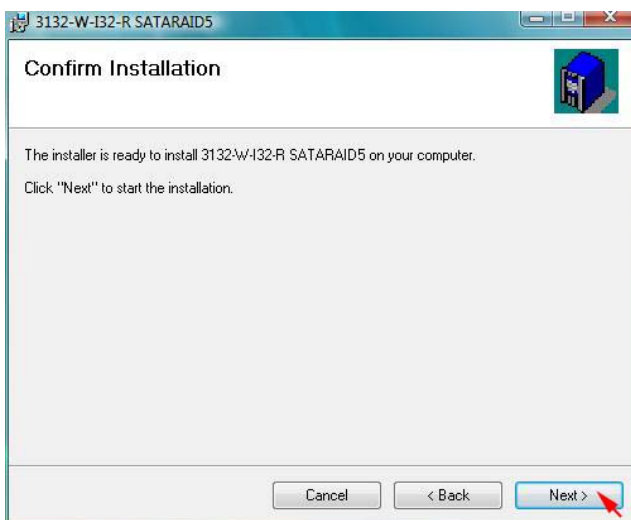 3132-W-I32-R SATARAID5
Confirm Installation
The installer is ready to install 3132-W-I32-R SATARAID5 on your computer.
Click "Next" to start the installation.
Cancel
< Back
Next >